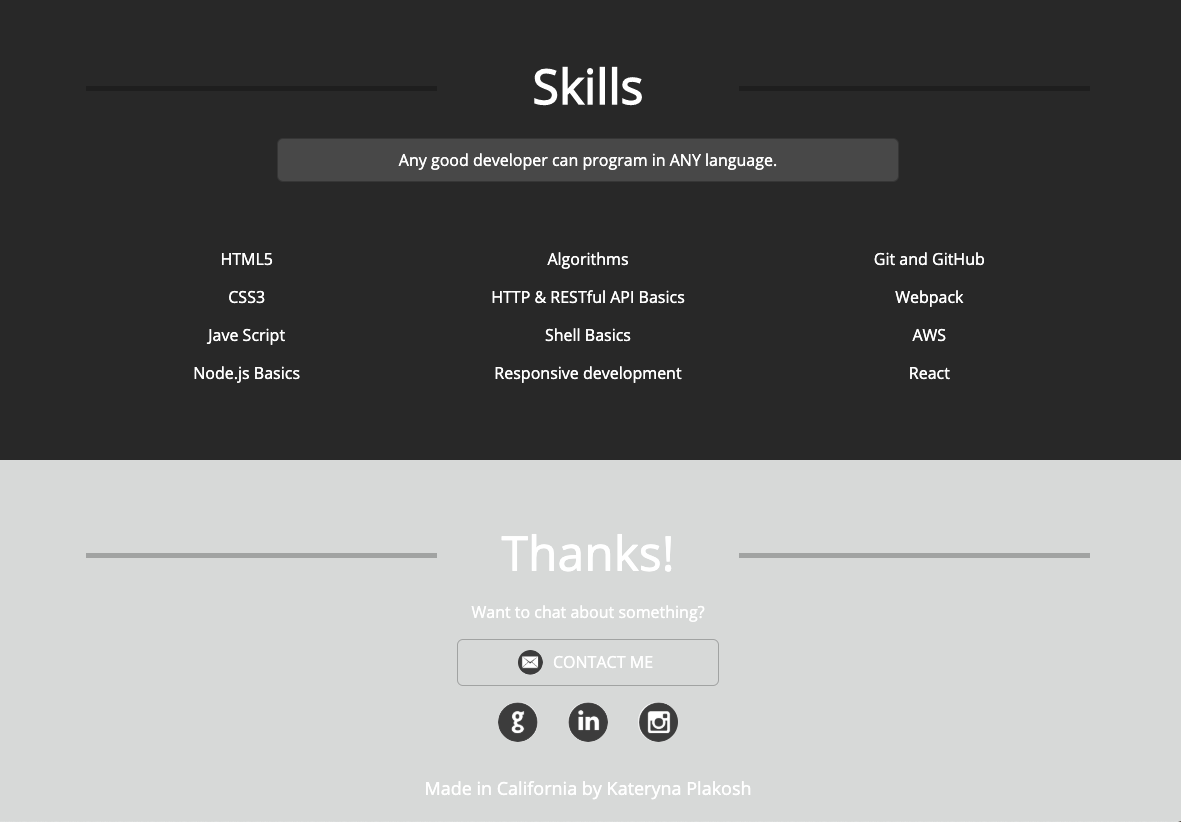 Skills
Any good developer can program in ANY language.
HTML5
CSS3
Jave Script
Node.js Basics
Algorithms
HTTP & RESTful API Basics
Shell Basics
Responsive development
Git and GitHub
Webpack
AWS
React
Thanks!
Want to chat about something?
CONTACT ME
g
in
Made in California by Kateryna Plakosh